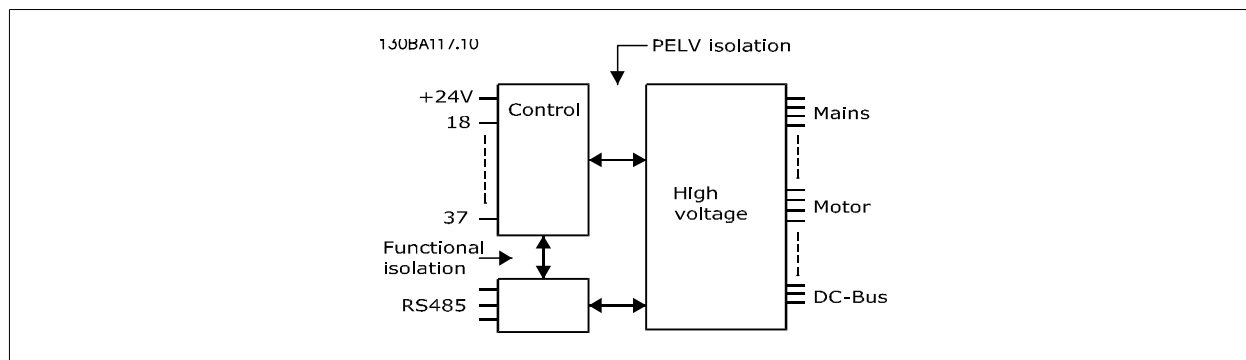 130BA117.10
PELV isolation
+24V
Control
18
Mains
High
voltage
37
Motor
Functional
isolation
RS485
DC-Bus